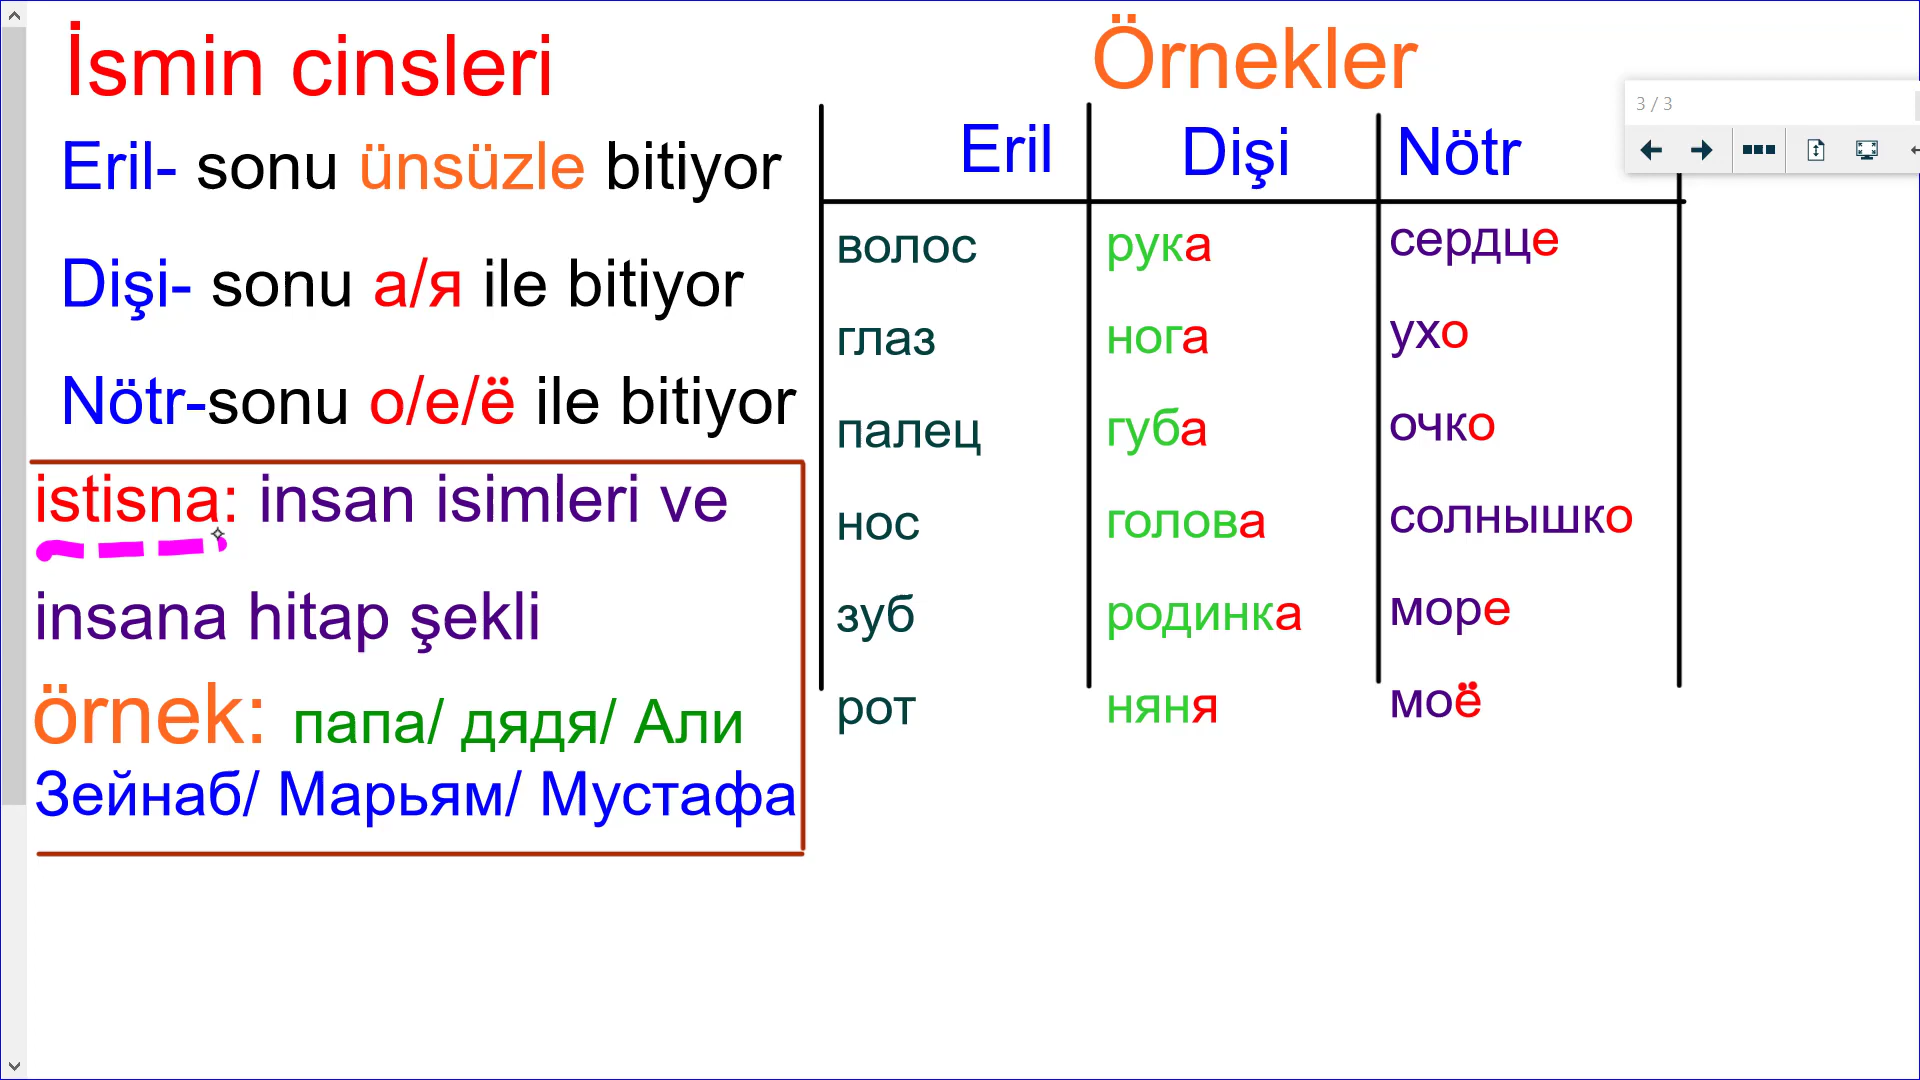 İsmin cinsleri
Eril- sonu ünsüzle bitiyor
Dişi- sonu а/я ile bitiyor
Nötr-sonu о/е/ё ile bitiyor
istisna: insan isimleri ve
insana hitap şekli
örnek: папа/ дядя/ Али
Зейнаб/ Марьям/ Мустафа
Örnekler
Eril Dişi Nötr
волос рука сердце
глаз нога ухо
палец губа очко
нос голова солнышко
зуб родинка море
рот няня моё
3 / 3